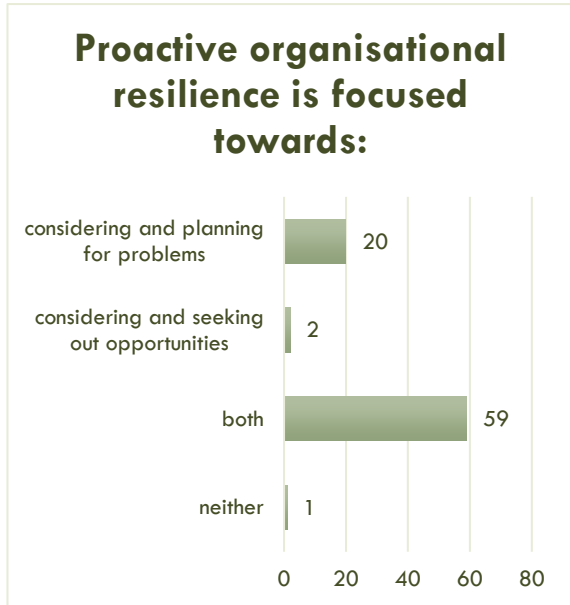 Proactive organisational
resilience is focused
towards:
considering and planning
for problems
20
considering and seeking
out opportunities
2
both
59
neither
1
0 20 40 60 80